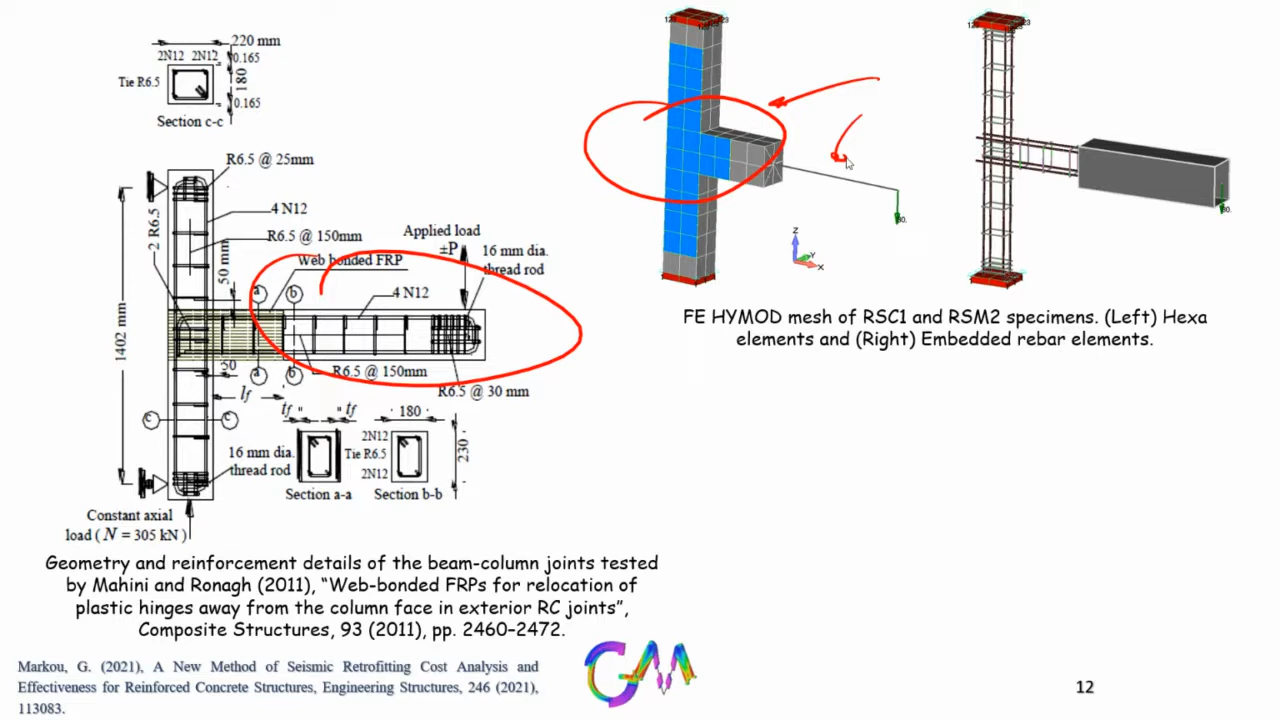 220 mm
2N12 2N12
0.165
Tie R6.5
180
0.165
Section c-c
R6.5 @ 25mm
4 N12
2 R6.5
R6.5 @ 150mm
50 mm
Web bonded FRP
Applied load
±P
16 mm dia.
thread rod
a b
4 N12
1402 mm
50
a b
R6.5 @ 150mm
R6.5 @ 30 mm
lf
tf tf
180
c c
2N12
Tie R6.5
2N12
230
16 mm dia.
thread rod
Section a-a Section b-b
Constant axial
load ( N = 305 kN )
Geometry and reinforcement details of the beam-column joints tested
by Mahini and Ronagh (2011), “Web-bonded FRPs for relocation of
plastic hinges away from the column face in exterior RC joints”,
Composite Structures, 93 (2011), pp. 2460–2472.
Z
Y
X
FE HYMOD mesh of RSC1 and RSM2 specimens. (Left) Hexa
elements and (Right) Embedded rebar elements.
Markou, G. (2021), A New Method of Seismic Retrofitting Cost Analysis and
Effectiveness for Reinforced Concrete Structures, Engineering Structures, 246 (2021),
113083.
GM
12